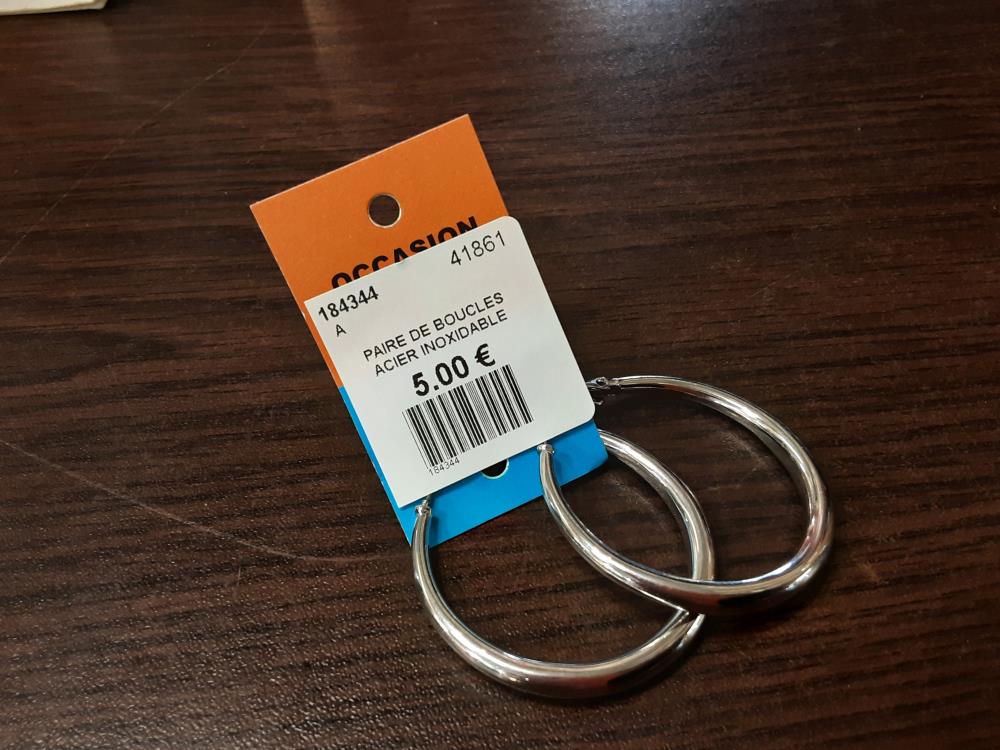 OCCASION
41861
184344
A
PAIRE DE BOUCLES
ACIER INOXIDABLE
5.00 €
184344